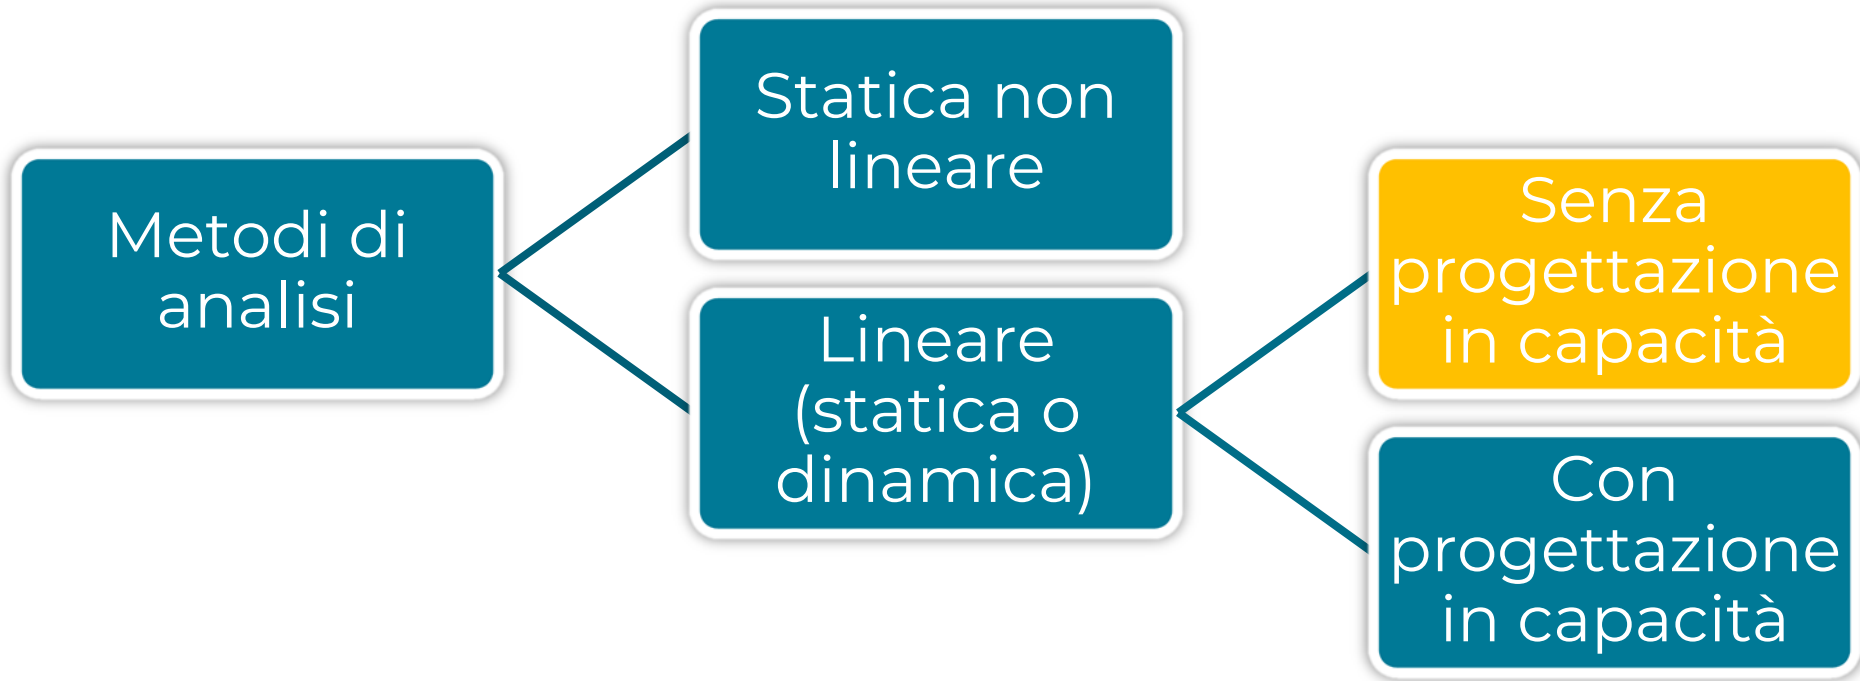 Metodi di
analisi
Statica non
lineare
Lineare
(statica o
dinamica)
Senza
progettazione
in capacità
Con
progettazione
in capacità